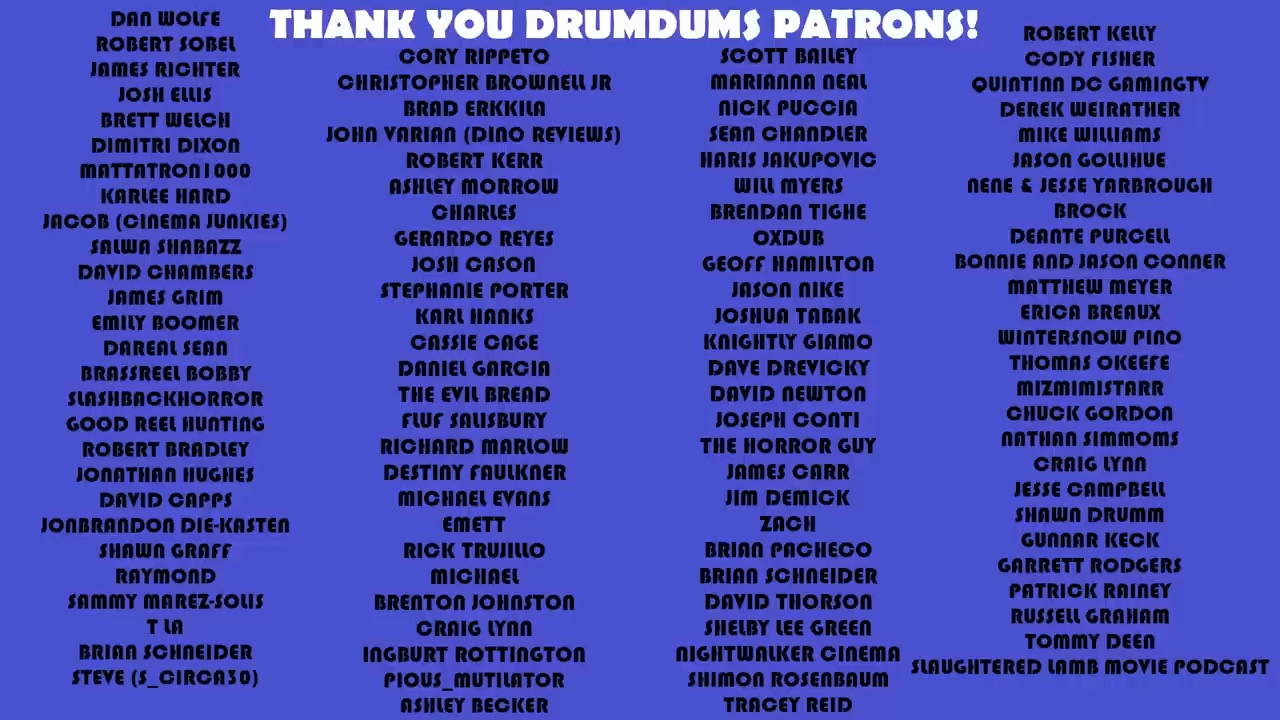 THANK YOU DRUMDUMS PATRONS!
DAN WOLFE
ROBERT SOBEL
JAMES RICHTER
JOSH ELLIS
BRETT WELCH
DIMITRI DIXON
MATTATRON1000
KARLEE HARD
JACOB (CINEMA JUNKIES)
SALWA SHABAZZ
DAVID CHAMBERS
JAMES GRIM
EMILY BOOMER
DAREAL SEAN
BRASSREEL BOBBY
SLASHBACKHORROR
GOOD REEL HUNTING
ROBERT BRADLEY
JONATHAN HUGHES
DAVID CAPPS
JONBRANDON DIE-KASTEN
SHAWN GRAFF
RAYMOND
SAMMY MAREZ-SOLIS
T LA
BRIAN SCHNEIDER
STEVE (S_CIRCA30)
CORY RIPPETO
CHRISTOPHER BROWNELL JR
BRAD ERKKILA
JOHN VARIAN (DINO REVIEWS)
ROBERT KERR
ASHLEY MORROW
CHARLES
GERARDO REYES
JOSH CASON
STEPHANIE PORTER
KARL HANKS
CASSIE CAGE
DANIEL GARCIA
THE EVIL BREAD
FLUF SALISBURY
RICHARD MARLOW
DESTINY FAULKNER
MICHAEL EVANS
EMETT
RICK TRUJILLO
MICHAEL
BRENTON JOHNSTON
CRAIG LYNN
INGBURT ROTTINGTON
PIOUS_MUTILATOR
ASHLEY BECKER
SCOTT BAILEY
MARIANNA NEAL
NICK PUCCIA
SEAN CHANDLER
HARIS JAKUPOVIC
WILL MYERS
BRENDAN TIGHE
OXDUB
GEOFF HAMILTON
JASON NIKE
JOSHUA TABAK
KNIGHTLY GIAMO
DAVE DREVICKY
DAVID NEWTON
JOSEPH CONTI
THE HORROR GUY
JAMES CARR
JIM DEMICK
ZACH
BRIAN PACHECO
BRIAN SCHNEIDER
DAVID THORSON
SHELBY LEE GREEN
NIGHTWALKER CINEMA
SHIMON ROSENBAUM
TRACEY REID
ROBERT KELLY
CODY FISHER
QUINTINN DC GAMINGTV
DEREK WEIRATHER
MIKE WILLIAMS
JASON GOLLIHUE
NENE & JESSE YARBROUGH
BROCK
DEANTE PURCELL
BONNIE AND JASON CONNER
MATTHEW MEYER
ERICA BREAUX
WINTERSNOW PINO
THOMAS OKEEFE
MIZMIMISTARR
CHUCK GORDON
NATHAN SIMMOMS
CRAIG LYNN
JESSE CAMPBELL
SHAWN DRUMM
GUNNAR KECK
GARRETT RODGERS
PATRICK RAINEY
RUSSELL GRAHAM
TOMMY DEEN
SLAUGHTERED LAMB MOVIE PODCAST